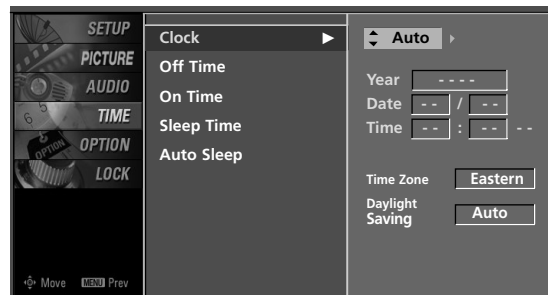 SETUP
PICTURE
AUDIO
TIME
OPTION
LOCK
Move MENU Prev
Clock
Off Time
On Time
Sleep Time
Auto Sleep
Auto
Year - - - -
Date - - / - -
Time - - : - - - -
Time Zone Eastern
Daylight
Saving Auto